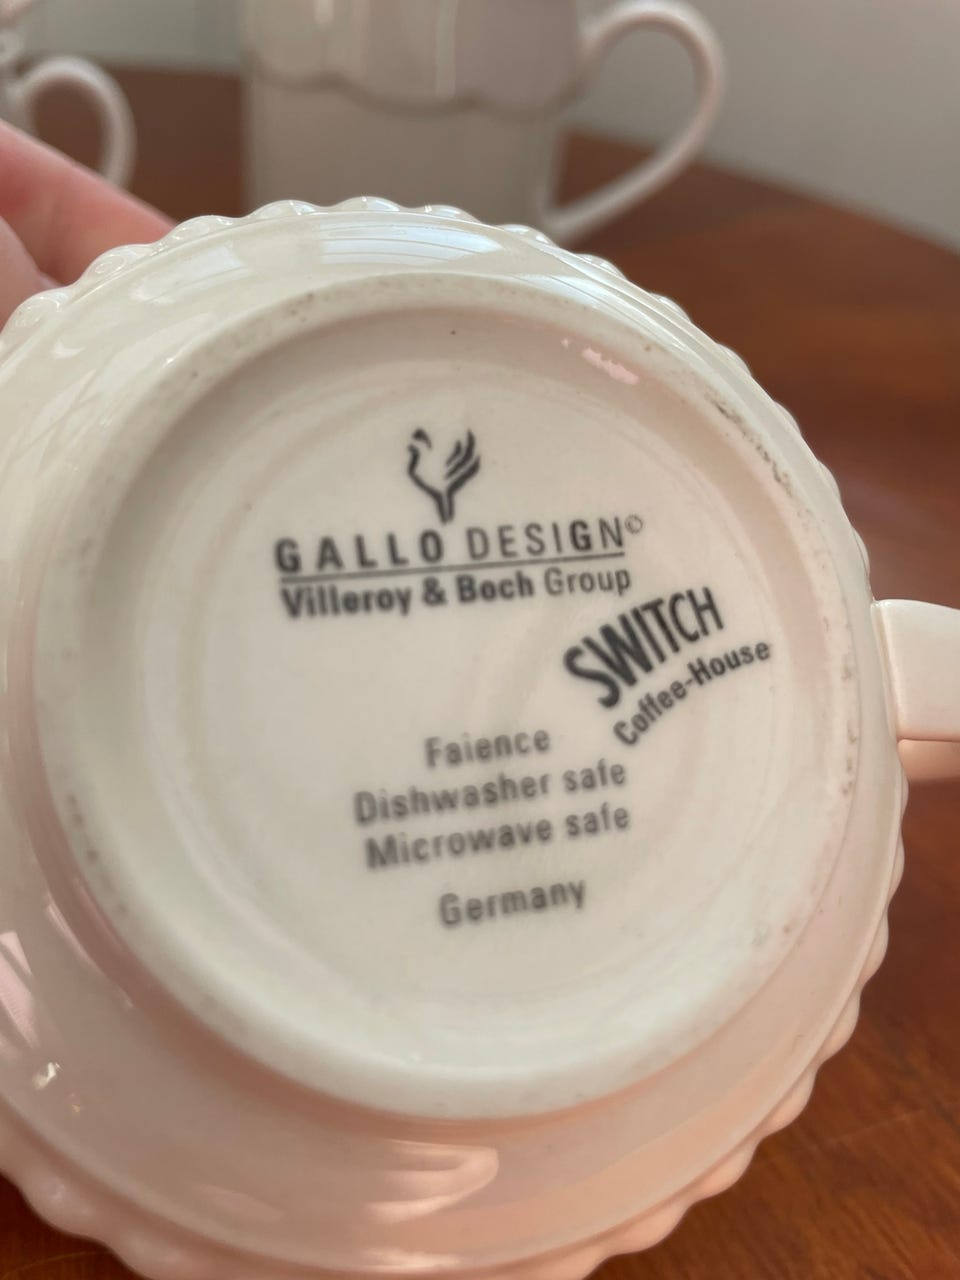 GALLO DESIGN©
Villeroy & Boch Group
SWITCH
Coffee-House
Faience
Dishwasher safe
Microwave safe
Germany